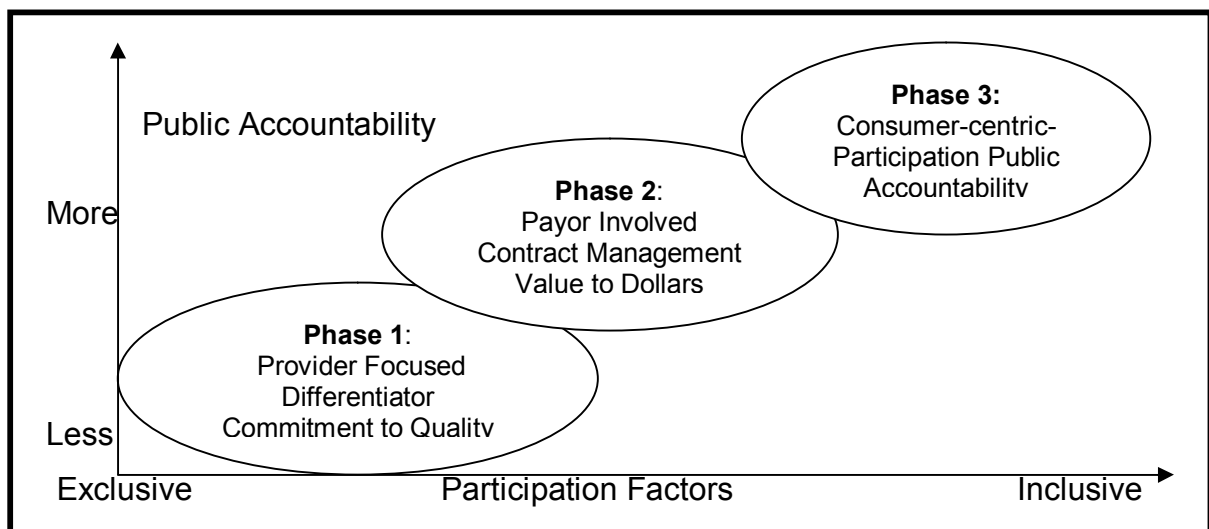 Public Accountability
More
Less
Phase 1:
Provider Focused
Differentiator
Commitment to Quality
Phase 2:
Payor Involved
Contract Management
Value to Dollars
Phase 3:
Consumer-centric-
Participation Public
Accountability
Exclusive
Participation Factors
Inclusive